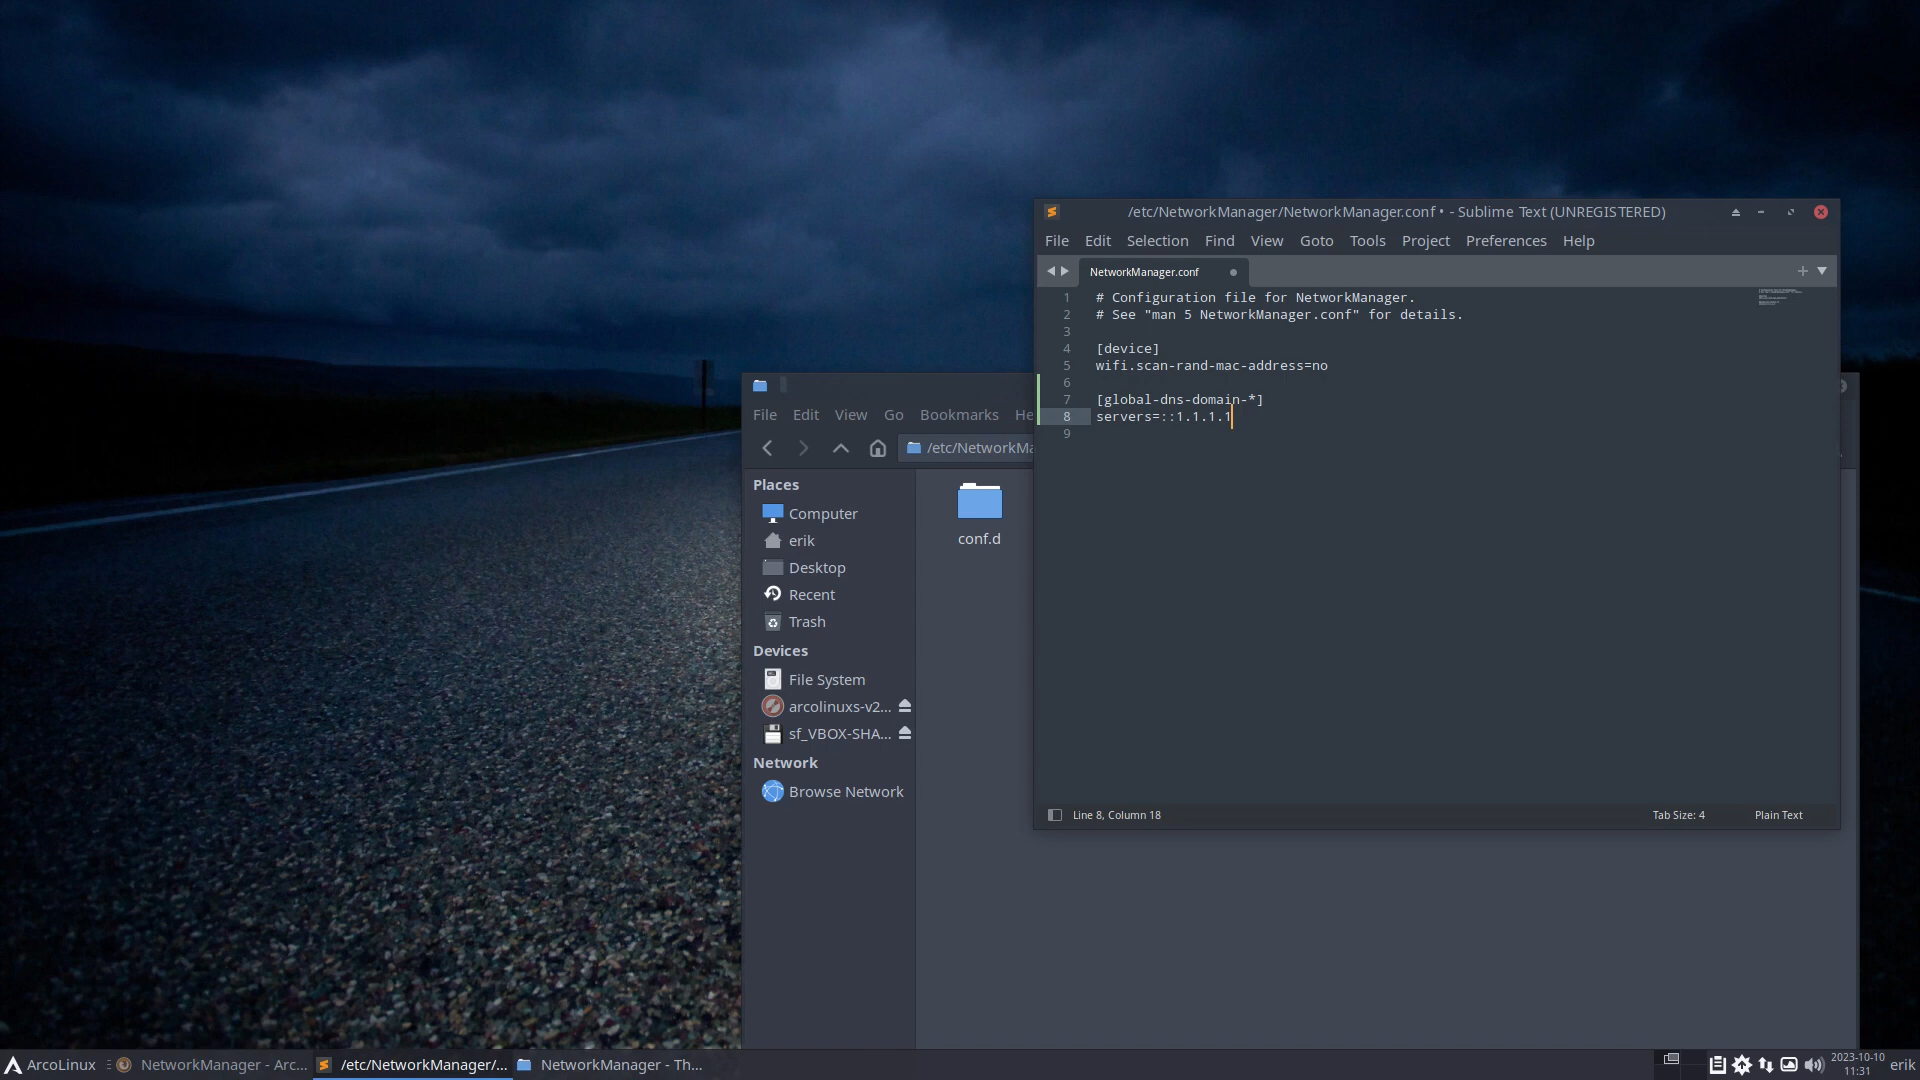 /etc/NetworkManager/NetworkManager.conf • - Sublime Text (UNREGISTERED)
File Edit Selection Find View Goto Tools Project Preferences Help
NetworkManager.conf
1 # Configuration file for NetworkManager.
2 # See "man 5 NetworkManager.conf" for details.
3
4 [device]
5 wifi.scan-rand-mac-address=no
6
7 [global-dns-domain-*]
8 servers=::1.1.1.1
9
Line 8, Column 18
Tab Size: 4
Plain Text
File Edit View Go Bookmarks He
/etc/NetworkMa
Places
Computer
erik
Desktop
Recent
Trash
Devices
File System
arcolinuxs-v2...
sf_VBOX-SHA...
Network
Browse Network
conf.d
ArcoLinux
NetworkManager - Arc...
/etc/NetworkManager/...
NetworkManager - Th...
2023-10-10
11:31
erik